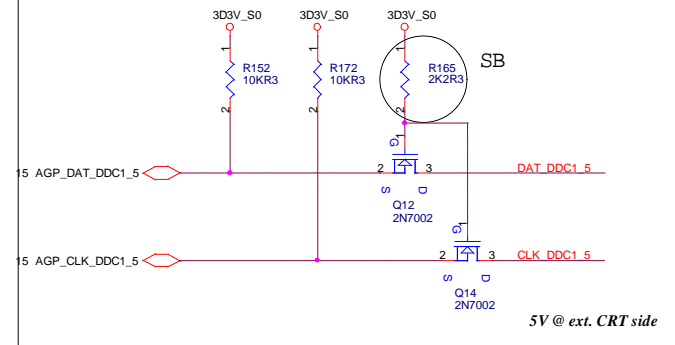 3D3V_S0 3D3V_S0 3D3V_S0
1 1 1 SB
R152 R172 R165
10KR3 10KR3 2K2R3
2 2 2
1
G
15 AGP_DAT_DDC1_5 2 3 DAT_DDC1_5
S D
Q12
2N7002
1
G
15 AGP_CLK_DDC1_5 2 3 CLK_DDC1_5
S D
Q14
2N7002
5V @ ext. CRT side